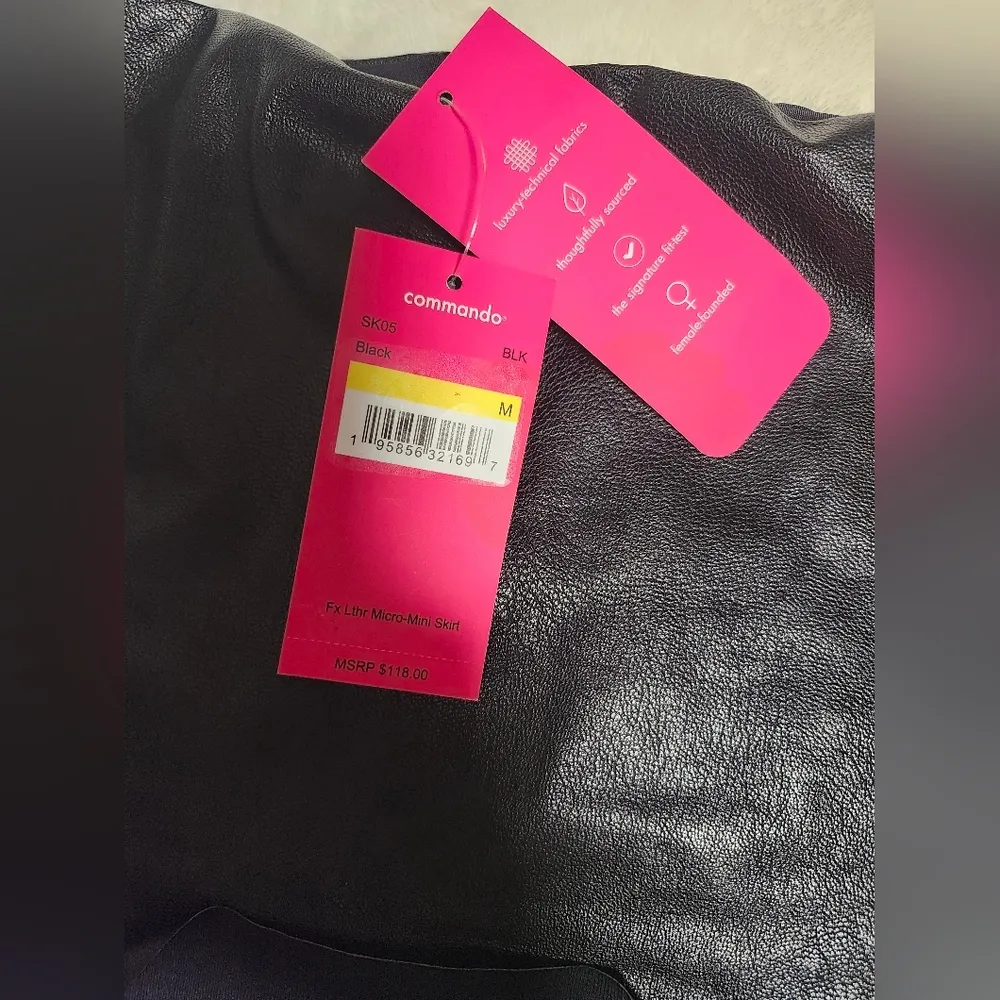 luxury-technical fabrics
thoughtfully sourced
the signature fit-test
female-founded
commando®
SK05
Black BLK
M
1 95856 32169 7
Fx Lthr Micro-Mini Skirt
MSRP $118.00